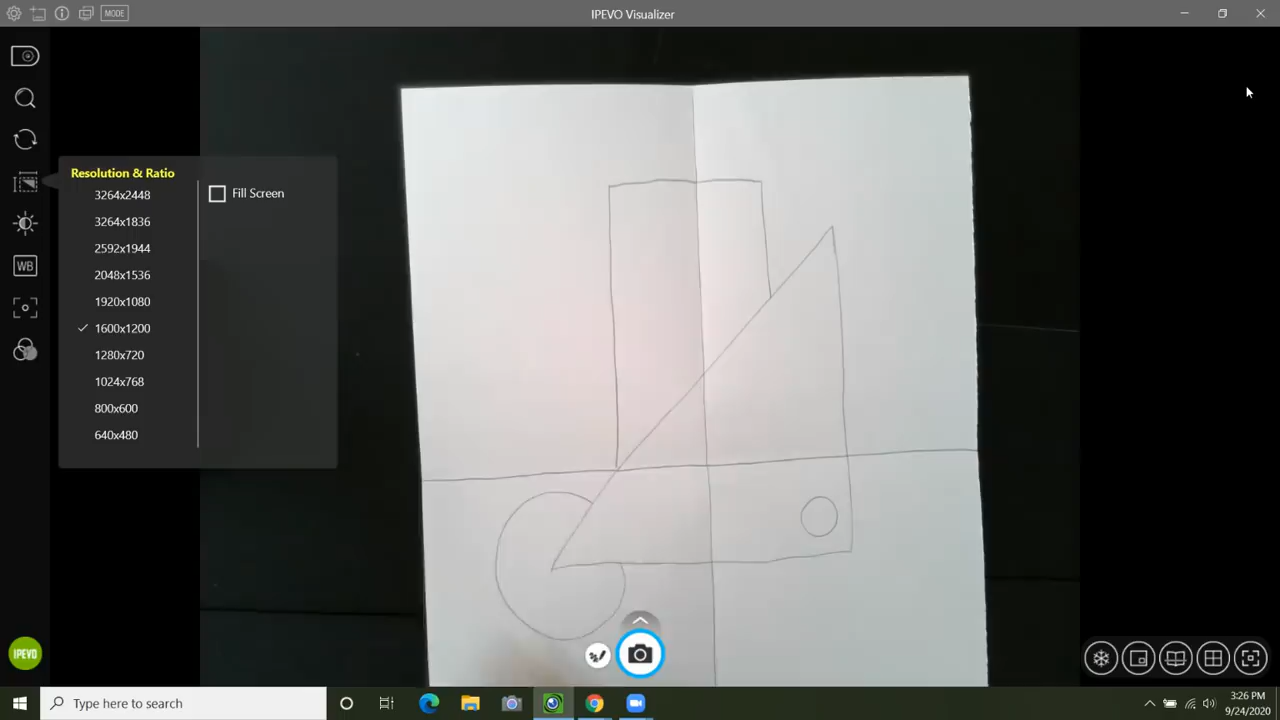 MODE
IPEVO Visualizer
Resolution & Ratio
3264x2448
Fill Screen
3264x1836
2592x1944
2048x1536
1920x1080
1600x1200
1280x720
1024x768
800x600
640x480
WB
IPEVO
Type here to search
3:26 PM
9/24/2020